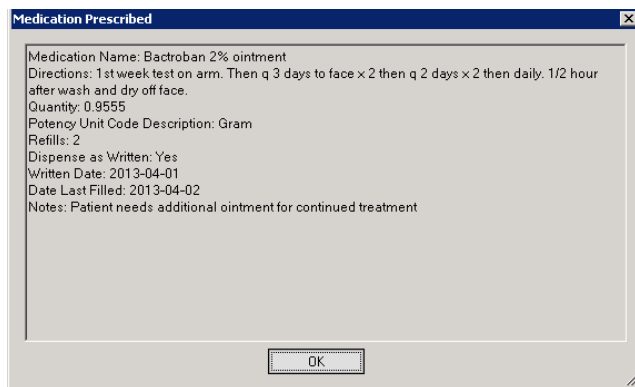 Medication Prescribed
Medication Name: Bactroban 2% ointment
Directions: 1st week test on arm. Then q 3 days to face x 2 then q 2 days x 2 then daily. 1/2 hour
after wash and dry off face.
Quantity: 0.9555
Potency Unit Code Description: Gram
Refills: 2
Dispense as Written: Yes
Written Date: 2013-04-01
Date Last Filled: 2013-04-02
Notes: Patient needs additional ointment for continued treatment
OK